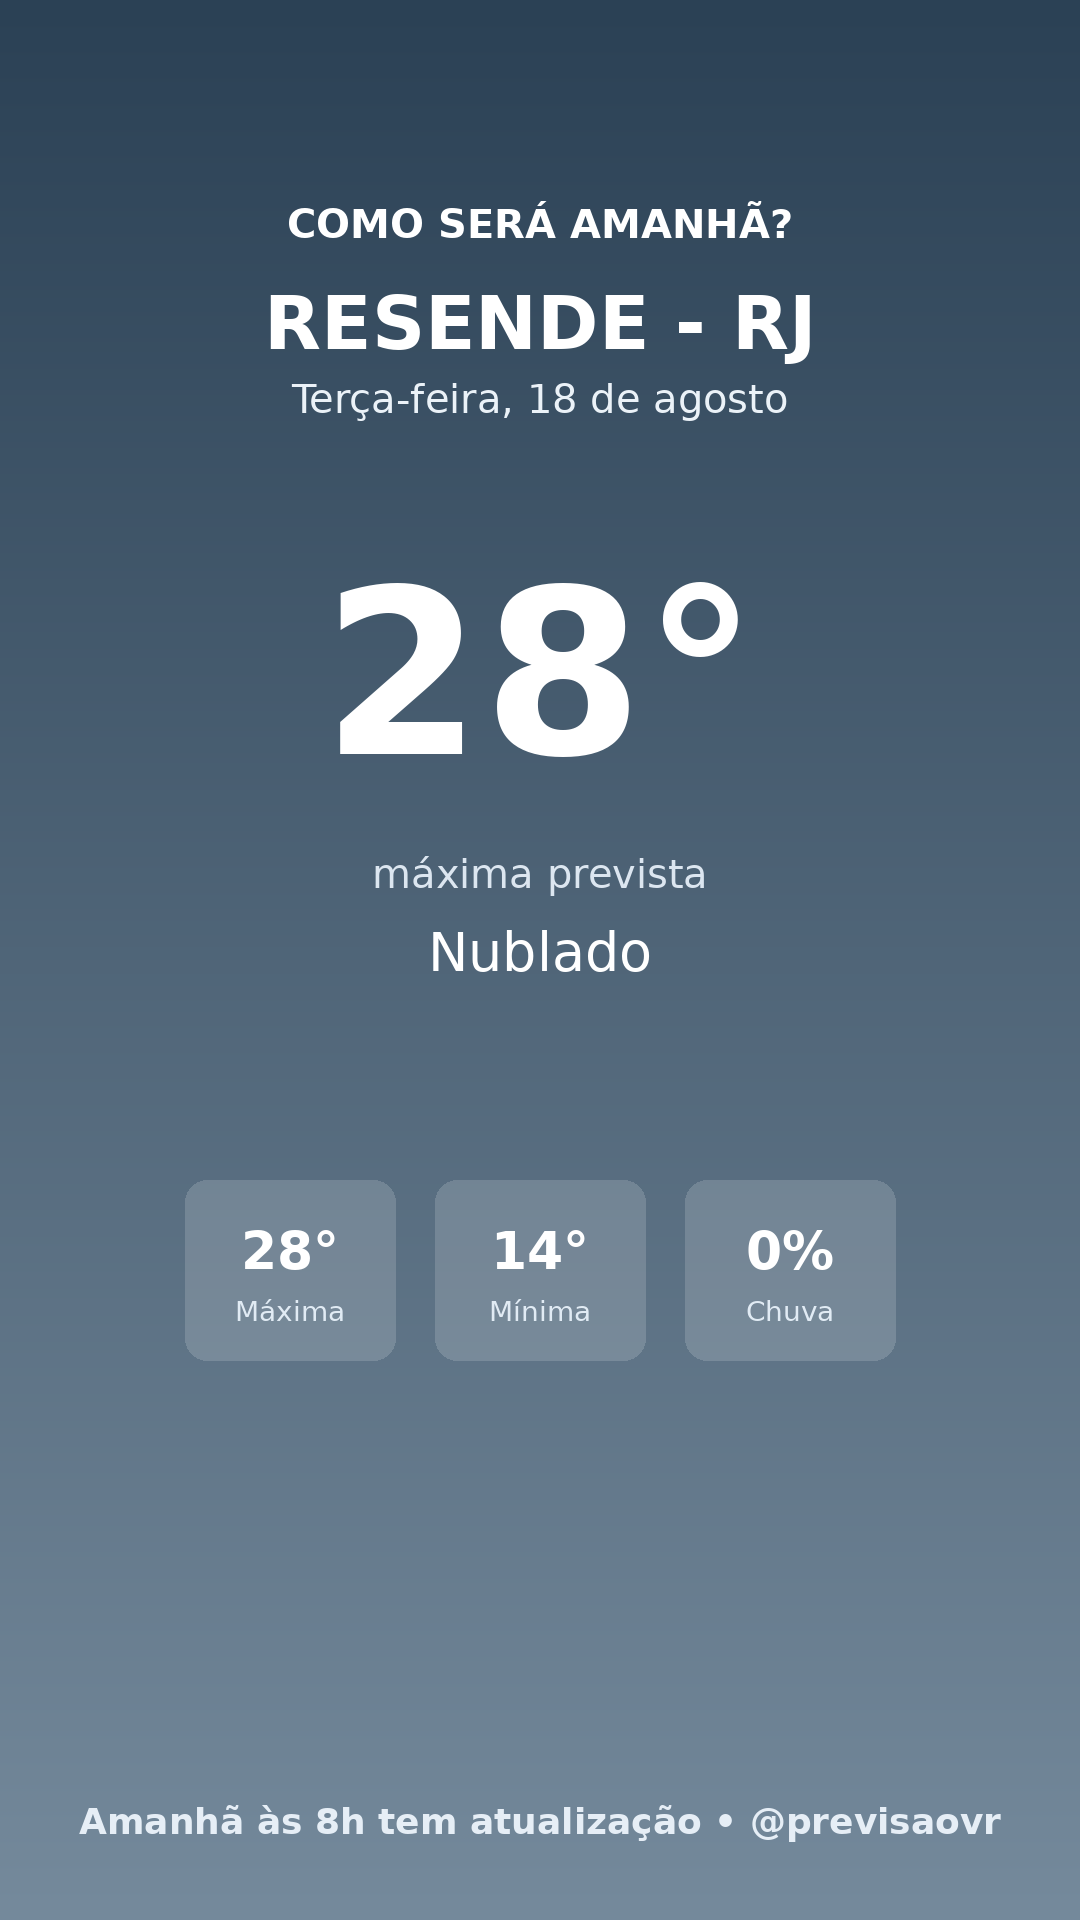 COMO SERÁ AMANHÃ?
RESENDE - RJ
Terça-feira, 18 de agosto
28°
máxima prevista
Nublado
28°
Máxima
14°
Mínima
0%
Chuva
Amanhã às 8h tem atualização • @previsaovr